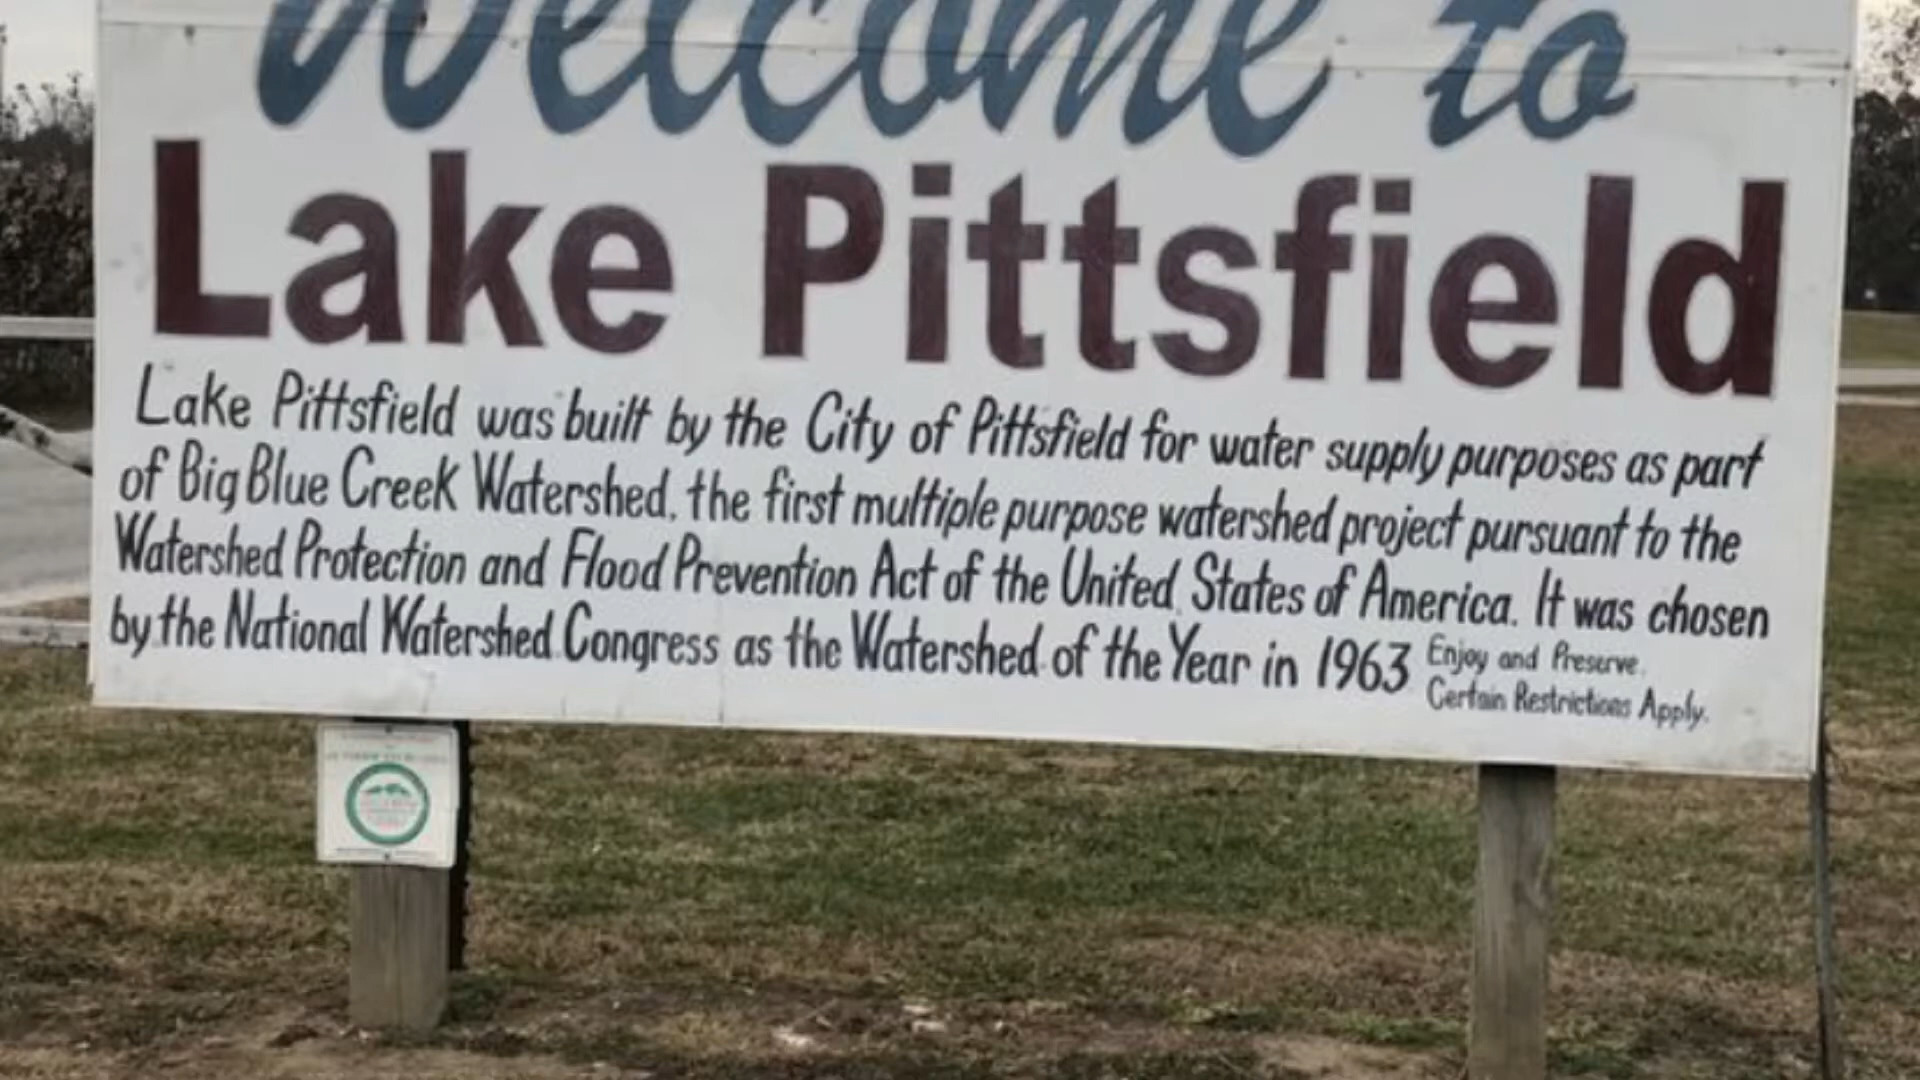 Welcome to
Lake Pittsfield
Lake Pittsfield was built by the City of Pittsfield for water supply purposes as part
of Big Blue Creek Watershed, the first multiple purpose watershed project pursuant to the
Watershed Protection and Flood Prevention Act of the United States of America. It was chosen
by the National Watershed Congress as the Watershed of the Year in 1963
Enjoy and Preserve.
Certain Restrictions Apply.